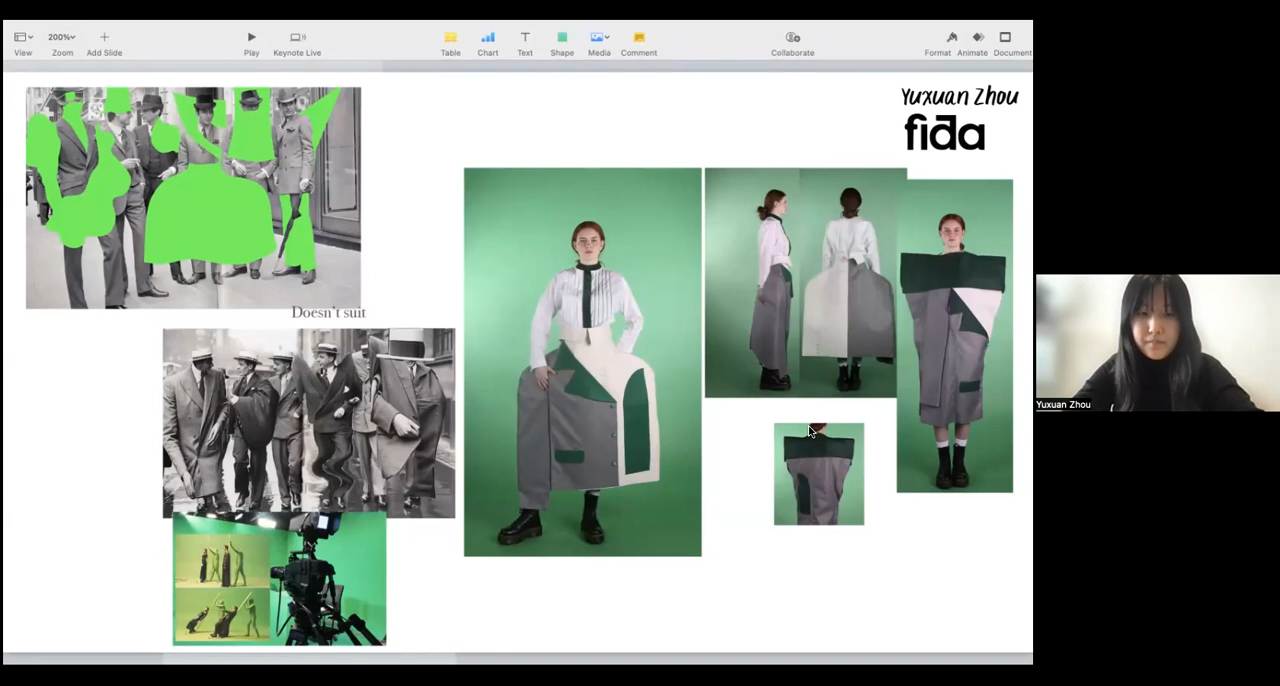 View
200%
Zoom
Add Slide
Play
Keynote Live
Table
Chart
Text
Shape
Media
Comment
Collaborate
Format
Animate
Document
Yuxuan Zhou
fida
Doesn't suit
Yuxuan Zhou